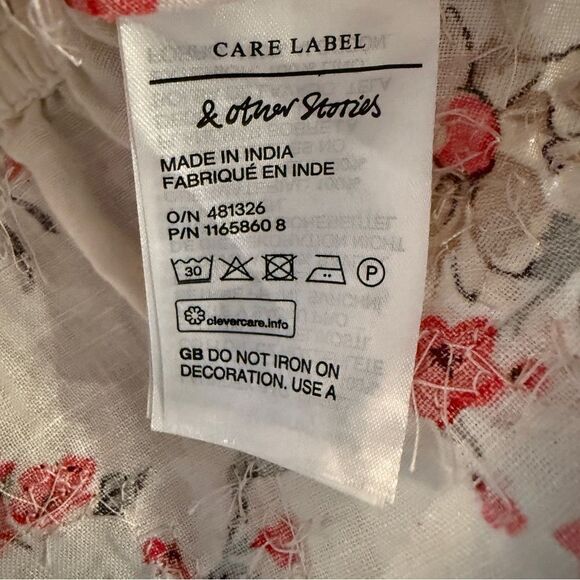 CARE LABEL
& other Stories
MADE IN INDIA
FABRIQUÉ EN INDE
O/N 481326
P/N 1165860 8
30 P
clevercare.info
GB DO NOT IRON ON
DECORATION. USE A